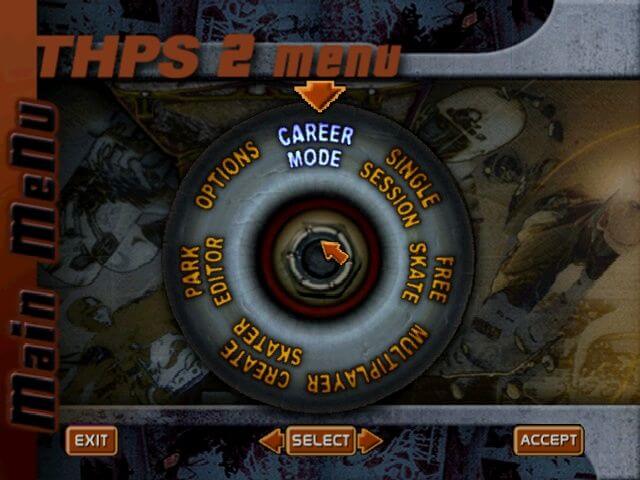 THPS 2 menu
Main Menu
CAREER
MODE
SINGLE
SESSION
FREE
SKATE
MULTIPLAYER
CREATE
SKATER
PARK
EDITOR
OPTIONS
EXIT
SELECT
ACCEPT